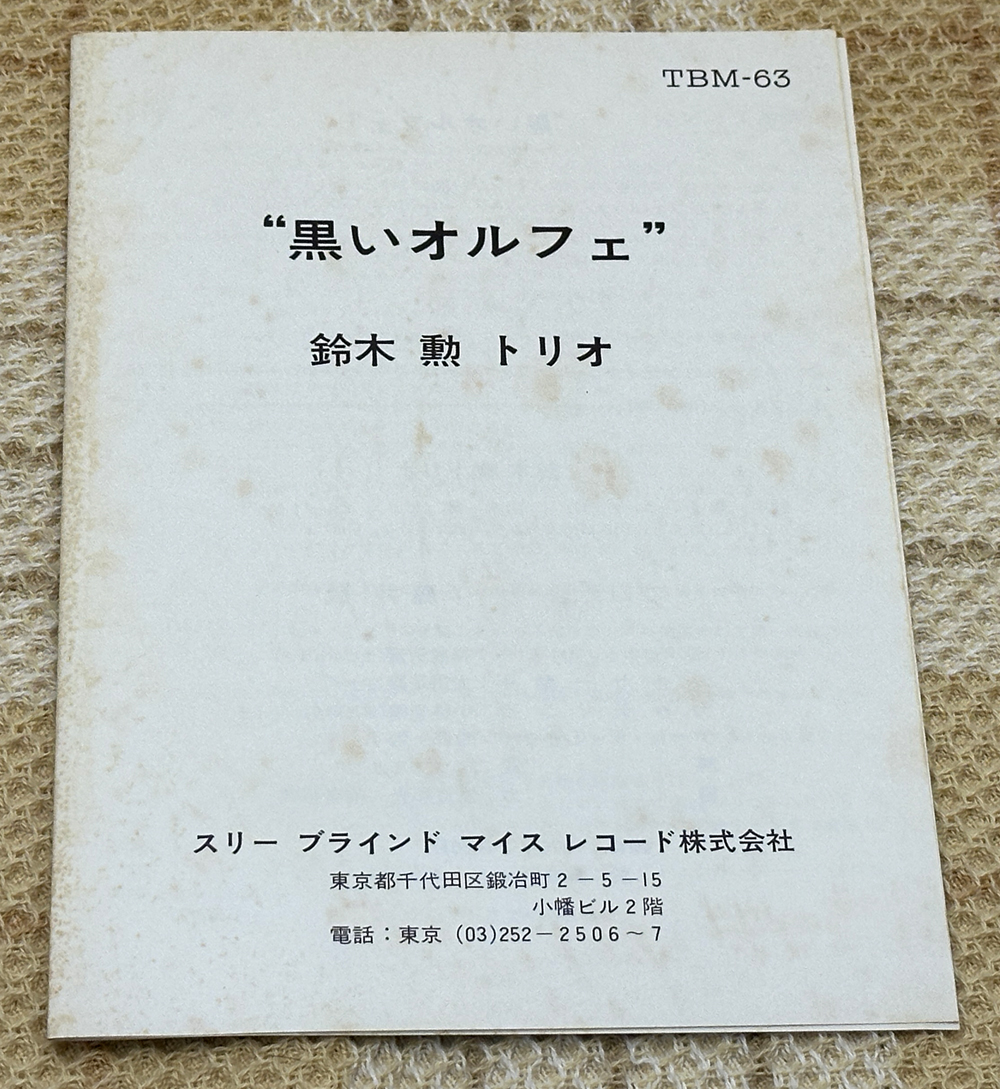 TBM-63
“黒いオルフェ”
鈴木 勲 トリオ
スリー ブラインド マイス レコード株式会社
東京都千代田区鍛冶町2-5-15
小幡ビル2階
電話：東京 (03)252-2506～7